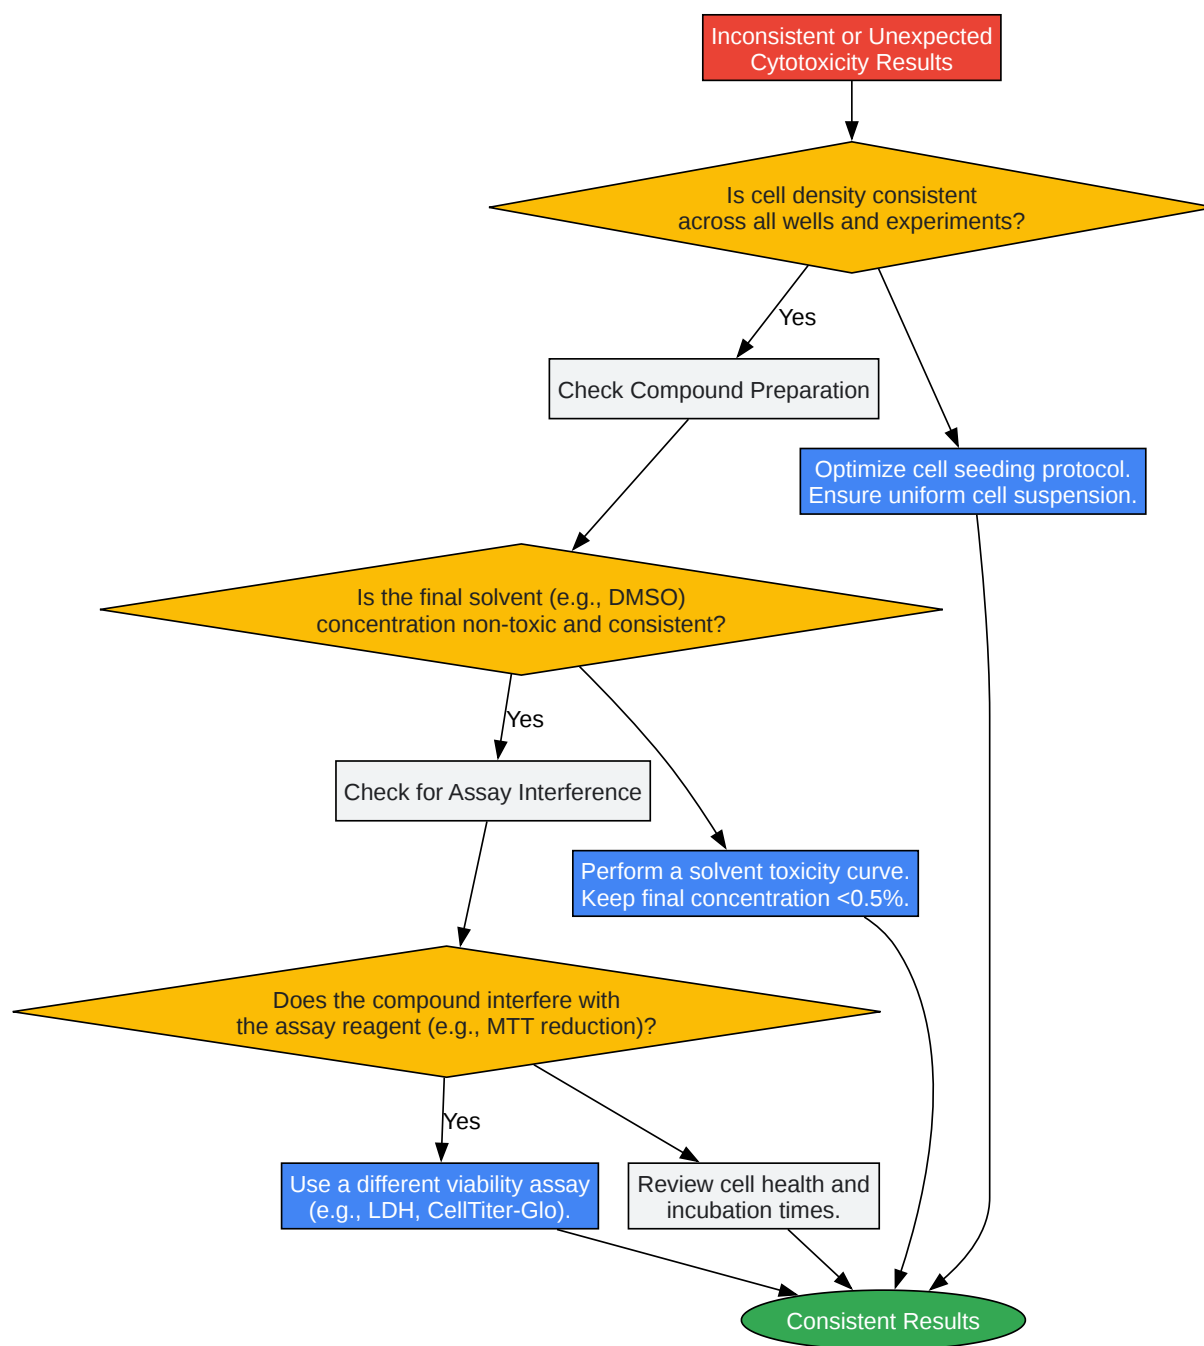 Inconsistent or Unexpected
Cytotoxicity Results
Is cell density consistent
across all wells and experiments?
Yes
Check Compound Preparation
Optimize cell seeding protocol.
Ensure uniform cell suspension.
Is the final solvent (e.g., DMSO)
concentration non-toxic and consistent?
Yes
Check for Assay Interference
Perform a solvent toxicity curve.
Keep final concentration <0.5%.
Does the compound interfere with
the assay reagent (e.g., MTT reduction)?
Yes
Use a different viability assay
(e.g., LDH, CellTiter-Glo).
Review cell health and
incubation times.
Consistent Results